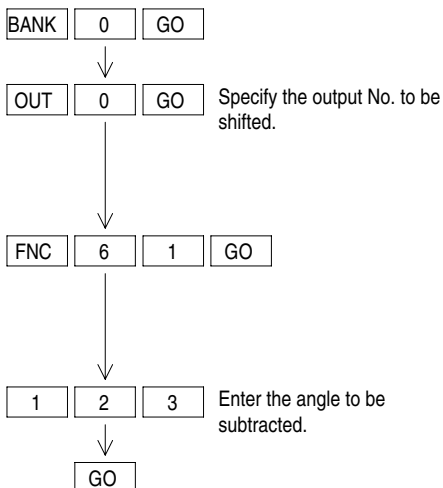 BANK 0 GO
OUT 0 GO Specify the output No. to be
shifted.
FNC 6 1 GO
1 2 3 Enter the angle to be
subtracted.
GO